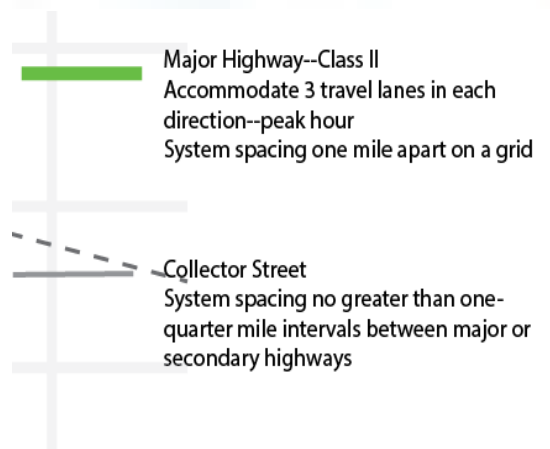 Major Highway--Class II
Accommodate 3 travel lanes in each
direction--peak hour
System spacing one mile apart on a grid
Collector Street
System spacing no greater than one-
quarter mile intervals between major or
secondary highways